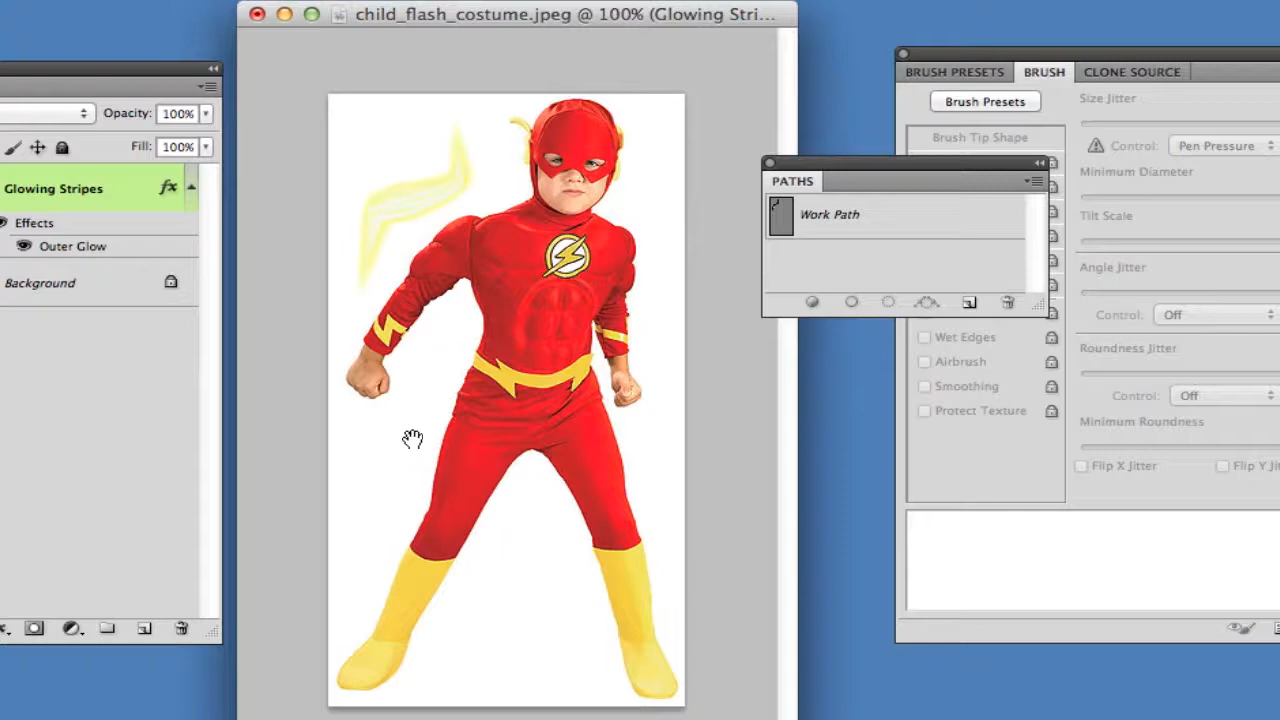 child_flash_costume.jpeg @ 100% (Glowing Stri...
Opacity: 100%
Fill: 100%
Glowing Stripes fx
Effects
Outer Glow
Background
PATHS
Work Path
BRUSH PRESETS BRUSH CLONE SOURCE
Brush Presets
Brush Tip Shape
Size Jitter
Control: Pen Pressure
Minimum Diameter
Tilt Scale
Angle Jitter
Control: Off
Roundness Jitter
Control: Off
Minimum Roundness
Flip X Jitter Flip Y Jit
Wet Edges
Airbrush
Smoothing
Protect Texture